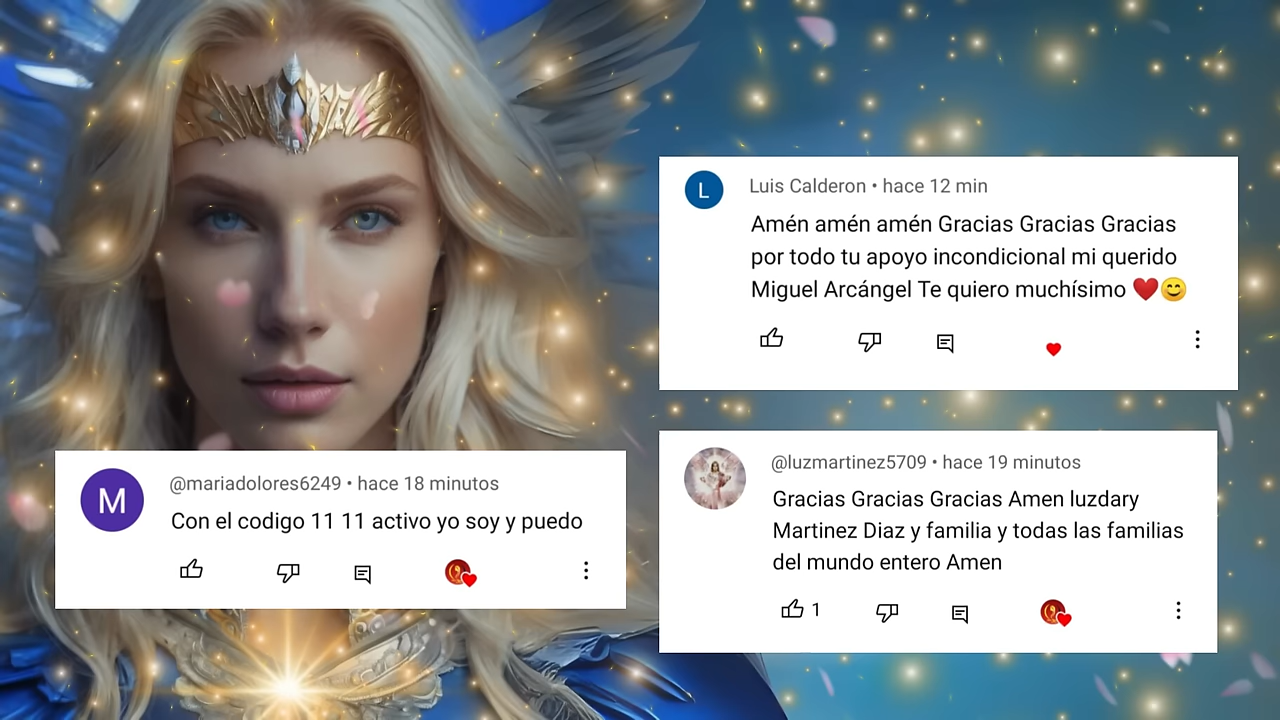 L
Luis Calderon • hace 12 min
Amén amén amén Gracias Gracias Gracias
por todo tu apoyo incondicional mi querido
Miguel Arcángel Te quiero muchísimo ❤️😊
M
@mariadolores6249 • hace 18 minutos
Con el codigo 11 11 activo yo soy y puedo
@luzmartinez5709 • hace 19 minutos
Gracias Gracias Gracias Amen luzdary
Martinez Diaz y familia y todas las familias
del mundo entero Amen
1